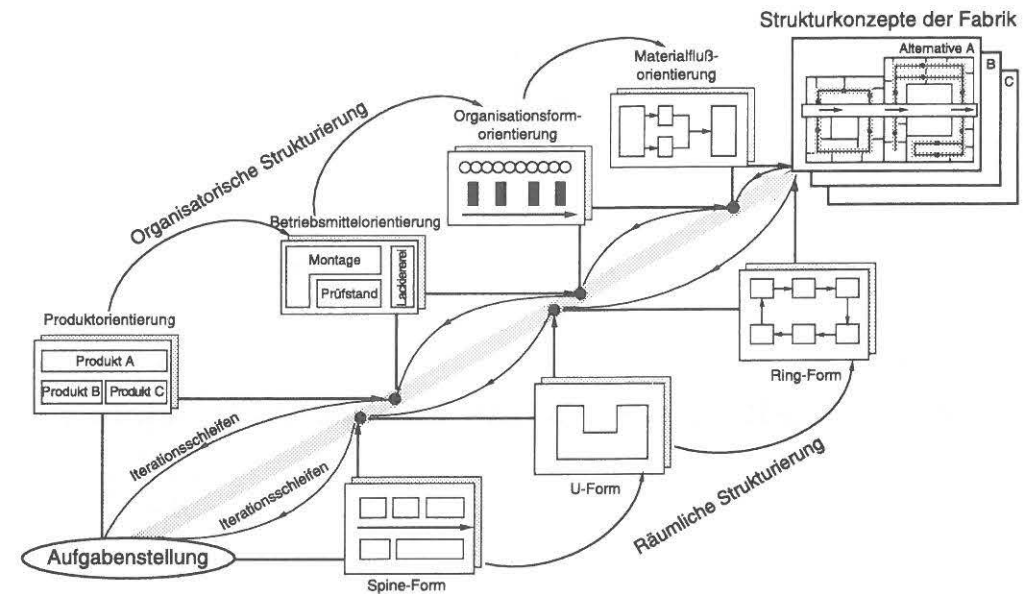 Strukturkonzepte der Fabrik
Alternative A
B
C
Materialfluß-
orientierung
Organisationsform-
orientierung
Organisatorische Strukturierung
Betriebsmittelorientierung
Montage
Prüfstand
Lackiererei
Produktorientierung
Produkt A
Produkt B
Produkt C
Ring-Form
Iterationsschleifen
Iterationsschleifen
U-Form
Räumliche Strukturierung
Aufgabenstellung
Spine-Form